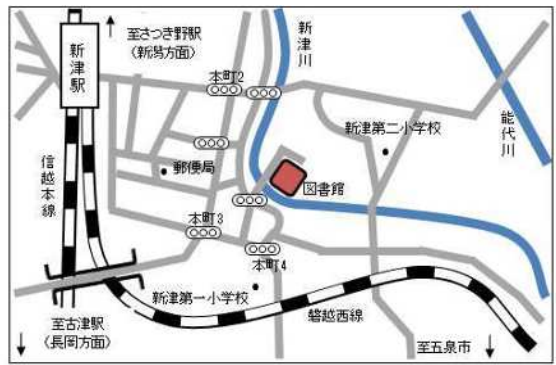 至さつき野駅
（新潟方面）
新津川
新津駅
本町2
新津第二小学校
能代川
郵便局
信越本線
図書館
本町3
本町4
新津第一小学校
磐越西線
至古津駅
（長岡方面）
至五泉市